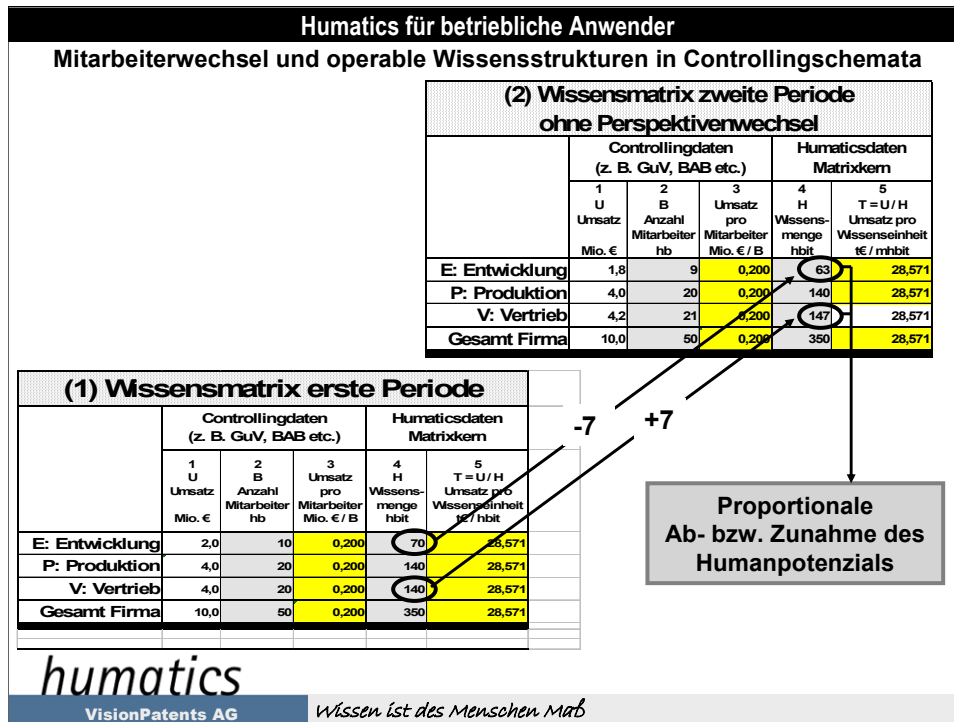 Humatics für betriebliche Anwender
Mitarbeiterwechsel und operable Wissensstrukturen in Controllingschemata
(2) Wissensmatrix zweite Periode
ohne Perspektivenwechsel
Controllingdaten Humaticsdaten
(z. B. GuV, BAB etc.) Matrixkern
1 2 3 4 5
U B Umsatz H T = U / H
Umsatz Anzahl pro Wissens- Umsatz pro
Mitarbeiter Mitarbeiter menge Wissenseinheit
Mio. € hb Mio. € / B hbit t€ / mhbit
E: Entwicklung 1,8 9 0,200 63 28,571
P: Produktion 4,0 20 0,200 140 28,571
V: Vertrieb 4,2 21 0,200 147 28,571
Gesamt Firma 10,0 50 0,200 350 28,571
(1) Wissensmatrix erste Periode
Controllingdaten Humaticsdaten
(z. B. GuV, BAB etc.) Matrixkern
1 2 3 4 5
U B Umsatz H T = U / H
Umsatz Anzahl pro Wissens- Umsatz pro
Mitarbeiter Mitarbeiter menge Wissenseinheit
Mio. € hb Mio. € / B hbit t€ / hbit
E: Entwicklung 2,0 10 0,200 70 28,571
P: Produktion 4,0 20 0,200 140 28,571
V: Vertrieb 4,0 20 0,200 140 28,571
Gesamt Firma 10,0 50 0,200 350 28,571
-7 +7
Proportionale
Ab- bzw. Zunahme des
Humanpotenzials
humatics
VisionPatents AG
Wissen ist des Menschen Maß